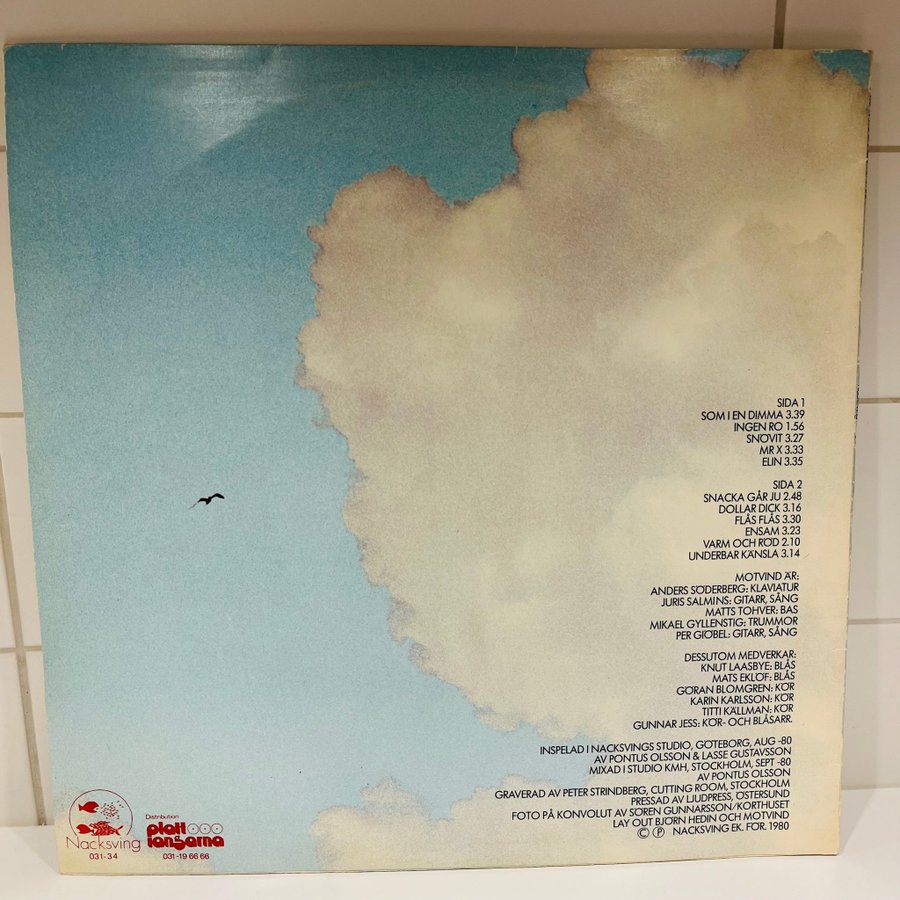 SIDA 1
SOM I EN DIMMA 3.39
INGEN RO 1.56
SNÖVIT 3.27
MR X 3.33
ELIN 3.35
SIDA 2
SNACKA GÅR JU 2.48
DOLLAR DICK 3.16
FLÅS FLÅS 3.30
ENSAM 3.23
VARM OCH RÖD 2.10
UNDERBAR KÄNSLA 3.14
MOTVIND ÄR:
ANDERS SÖDERBERG: KLAVIATUR
JURIS SALMINS: GITARR, SÅNG
MATTS TOHVER: BAS
MIKAEL GYLLENSTIG: TRUMMOR
PER GIÖBEL: GITARR, SÅNG
DESSUTOM MEDVERKAR:
KNUT LAASBYE: BLÅS
MATS EKLÖF: BLÅS
GÖRAN BLOMGREN: KÖR
KARIN KARLSSON: KÖR
TITTI KÄLLMAN: KÖR
GUNNAR JESS: KÖR- OCH BLÅSARR.
INSPELAD I NACKSVINGS STUDIO, GÖTEBORG, AUG -80
AV PONTUS OLSSON & LASSE GUSTAVSSON
MIXAD I STUDIO KMH, STOCKHOLM, SEPT -80
AV PONTUS OLSSON
GRAVERAD AV PETER STRINDBERG, CUTTING ROOM, STOCKHOLM
PRESSAD AV LJUDPRESS, ÖSTERSUND
FOTO PÅ KONVOLUT AV SÖREN GUNNARSSON/KORTHUSET
LAY OUT BJÖRN HEDIN OCH MOTVIND
© ℗ NACKSVING EK. FÖR. 1980
Nacksving
031-34
Distribution
platt
langarna
031-19 66 66